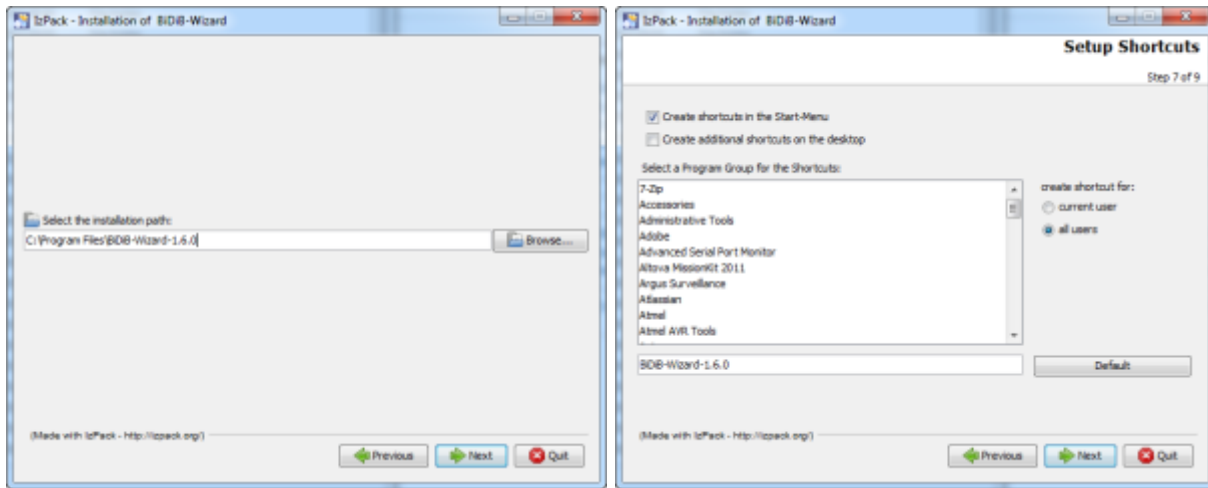 IzPack - Installation of BiDiB-Wizard
Select the installation path:
C:\Program Files\BiDiB-Wizard-1.6.0
Browse...
(Made with IzPack - http://izpack.org/)
Previous
Next
Quit
IzPack - Installation of BiDiB-Wizard
Setup Shortcuts
Step 7 of 9
Create shortcuts in the Start-Menu
Create additional shortcuts on the desktop
Select a Program Group for the Shortcuts:
7-Zip
Accessories
Administrative Tools
Adobe
Advanced Serial Port Monitor
Altova MissionKit 2011
Argus Surveillance
Atlassian
Atmel
Atmel AVR Tools
create shortcut for:
current user
all users
BiDiB-Wizard-1.6.0
Default
(Made with IzPack - http://izpack.org/)
Previous
Next
Quit